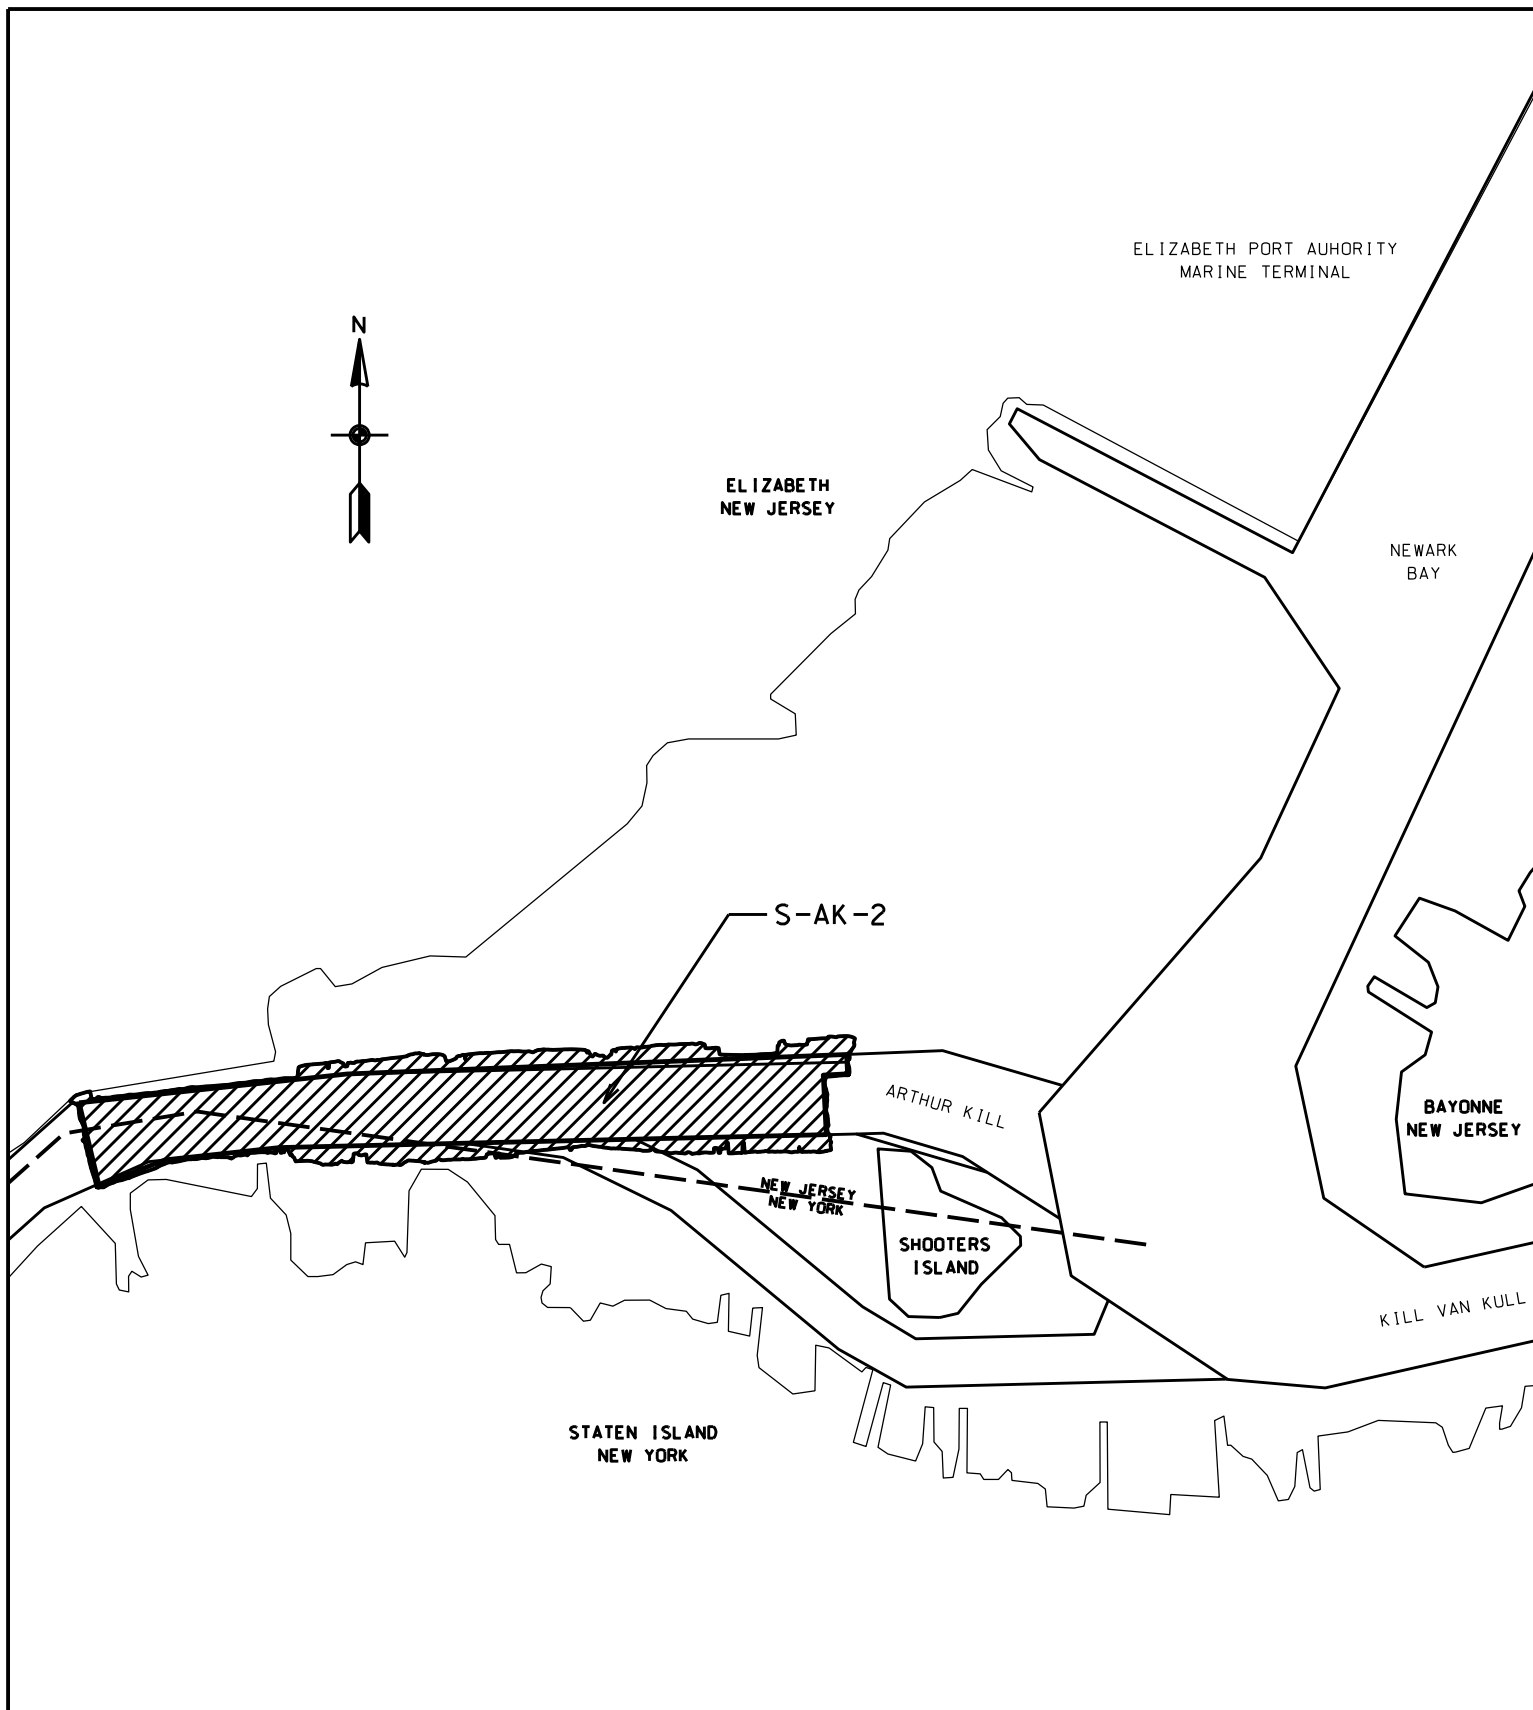 ELIZABETH PORT AUHORITY
MARINE TERMINAL
N
ELIZABETH
NEW JERSEY
NEWARK
BAY
S-AK-2
ARTHUR KILL
BAYONNE
NEW JERSEY
NEW JERSEY
NEW YORK
SHOOTERS
ISLAND
KILL VAN KULL
STATEN ISLAND
NEW YORK